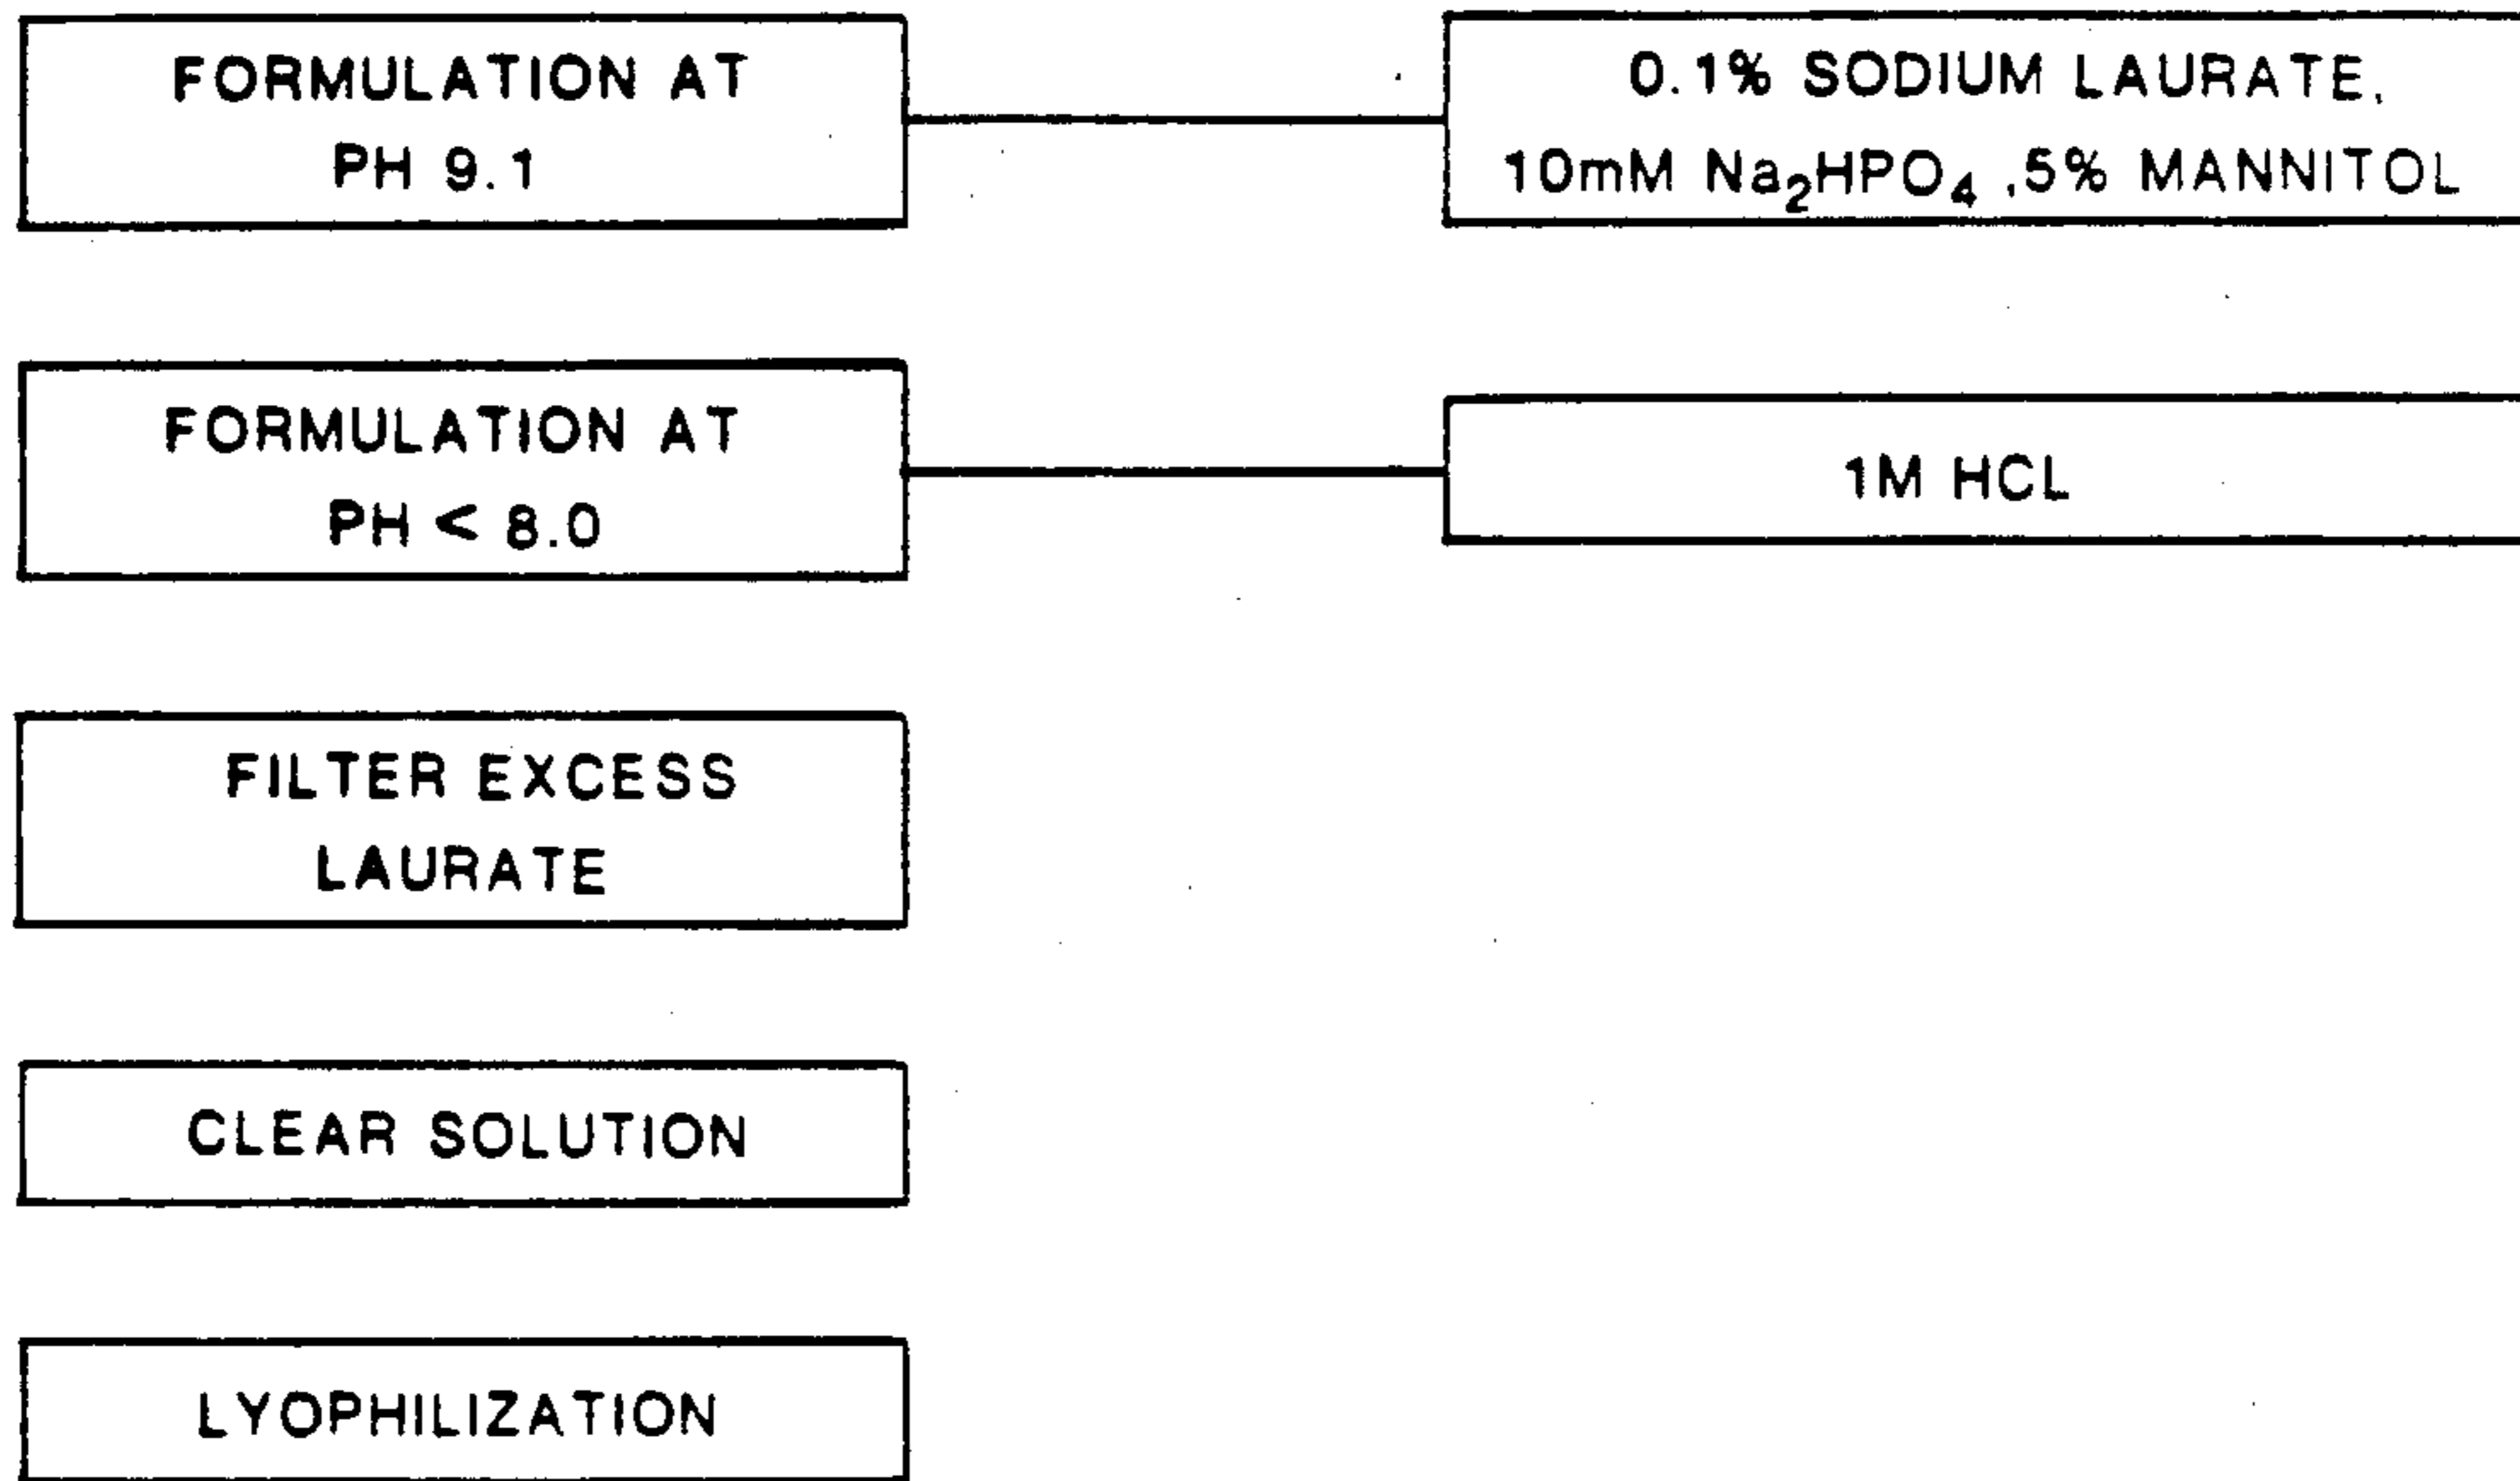 FORMULATION AT
PH 9.1
0.1% SODIUM LAURATE,
10mM Na₂HPO₄ ,5% MANNITOL
FORMULATION AT
PH < 8.0
1M HCL
FILTER EXCESS
LAURATE
CLEAR SOLUTION
LYOPHILIZATION